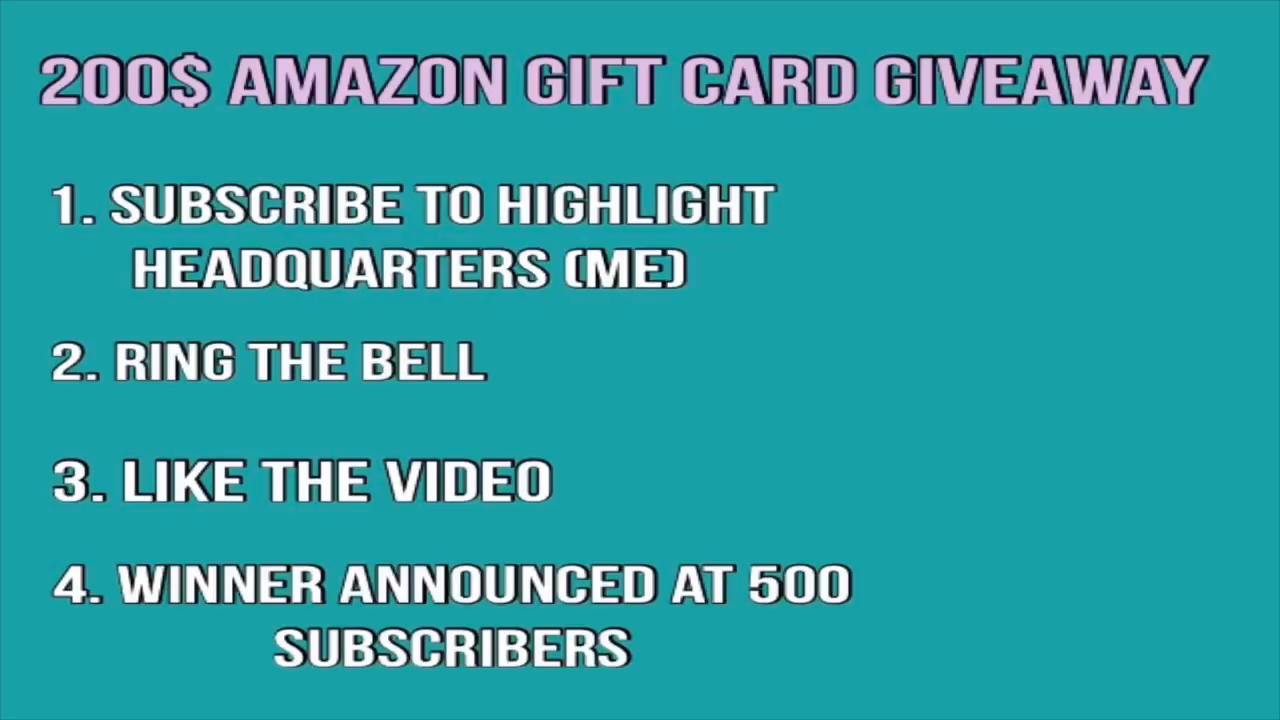 200$ AMAZON GIFT CARD GIVEAWAY
1. SUBSCRIBE TO HIGHLIGHT
HEADQUARTERS (ME)
2. RING THE BELL
3. LIKE THE VIDEO
4. WINNER ANNOUNCED AT 500
SUBSCRIBERS